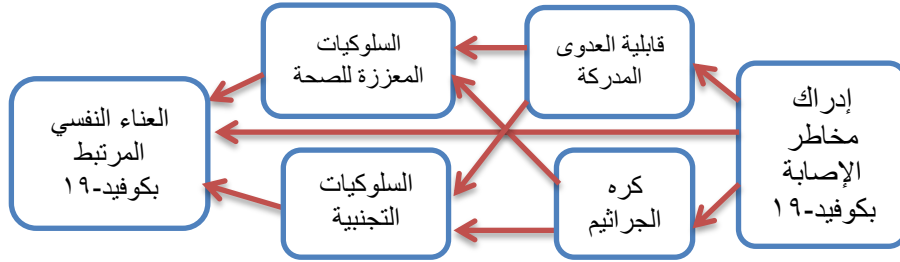 إدراك
مخاطر
الإصابة
بكوفيد-١٩
قابلية العدوى
المدركة
كره
الجراثيم
السلوكيات
المعززة للصحة
السلوكيات
التجنبية
العناء النفسي
المرتبط
بكوفيد-١٩